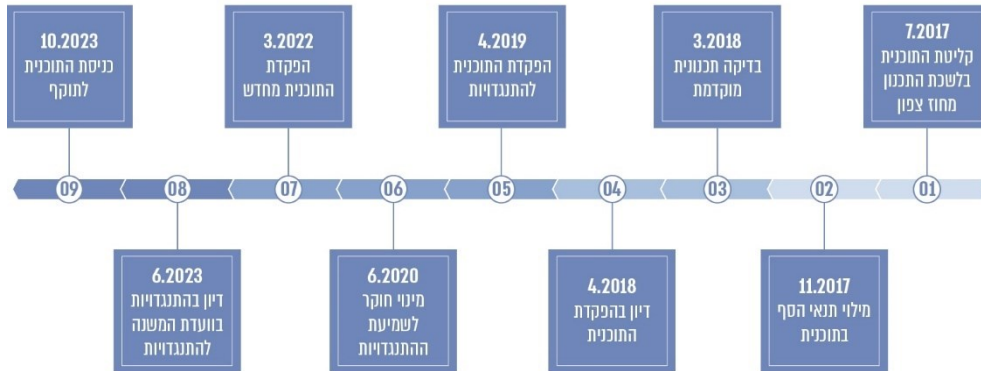 7.2017
קליטת התוכנית
בלשכת התכנון
מחוז צפון
3.2018
בדיקה תכנונית
מוקדמת
4.2019
הפקדת התוכנית
להתנגדויות
3.2022
הפקדת
התוכנית מחדש
10.2023
כניסת התוכנית
לתוקף
01
02
03
04
05
06
07
08
09
11.2017
מילוי תנאי הסף
בתוכנית
4.2018
דיון בהפקדת
התוכנית
6.2020
מינוי חוקר
לשמיעת
ההתנגדויות
6.2023
דיון בהתנגדויות
בוועדת המשנה
להתנגדויות